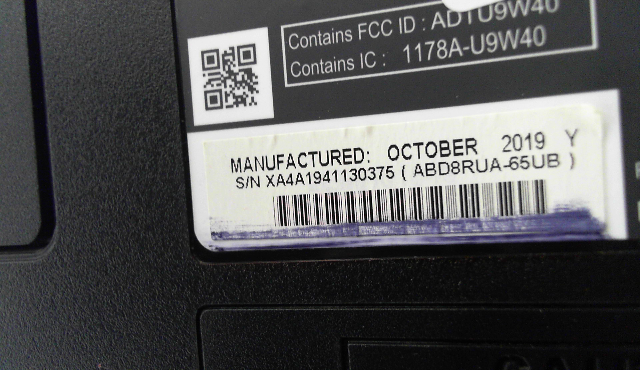 Contains FCC ID : ADTU9W40
Contains IC : 1178A-U9W40
MANUFACTURED: OCTOBER 2019 Y
S/N XA4A1941130375 ( ABD8RUA-65UB )